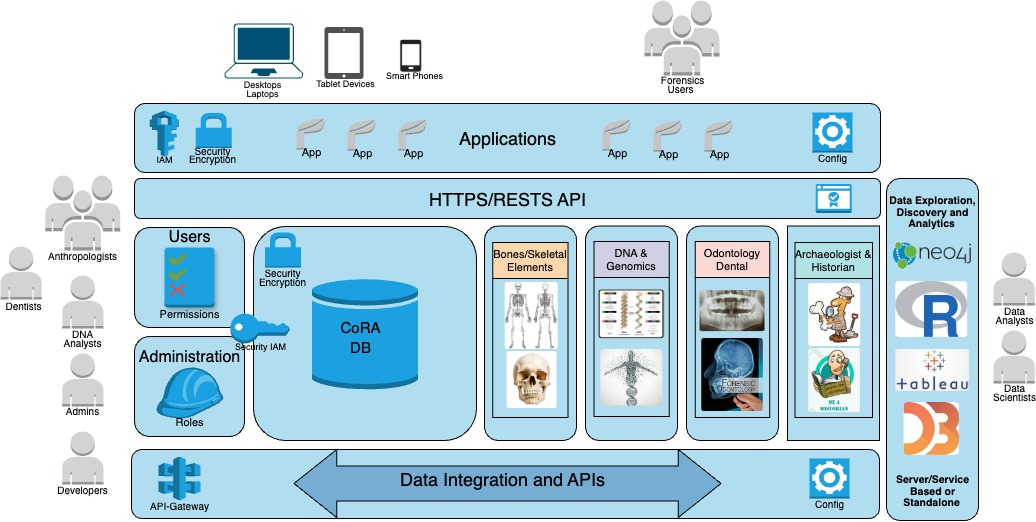 Desktops
Laptops
Tablet Devices
Smart Phones
Forensics
Users
IAM
Security
Encryption
App
App
App
Applications
App
App
App
Config
HTTPS/RESTS API
Anthropologists
Dentists
DNA
Analysts
Admins
Developers
Users
Permissions
Security IAM
Administration
Roles
Security
Encryption
CoRA
DB
Bones/Skeletal
Elements
DNA &
Genomics
Odontology
Dental
FORENSIC
ODONTOLOGY
Archaeologist &
Historian
BE A
HISTORIAN
Data Exploration,
Discovery and
Analytics
neo4j
R
tableau
D3
Server/Service
Based or
Standalone
Data
Analysts
Data
Scientists
API-Gateway
Data Integration and APIs
Config